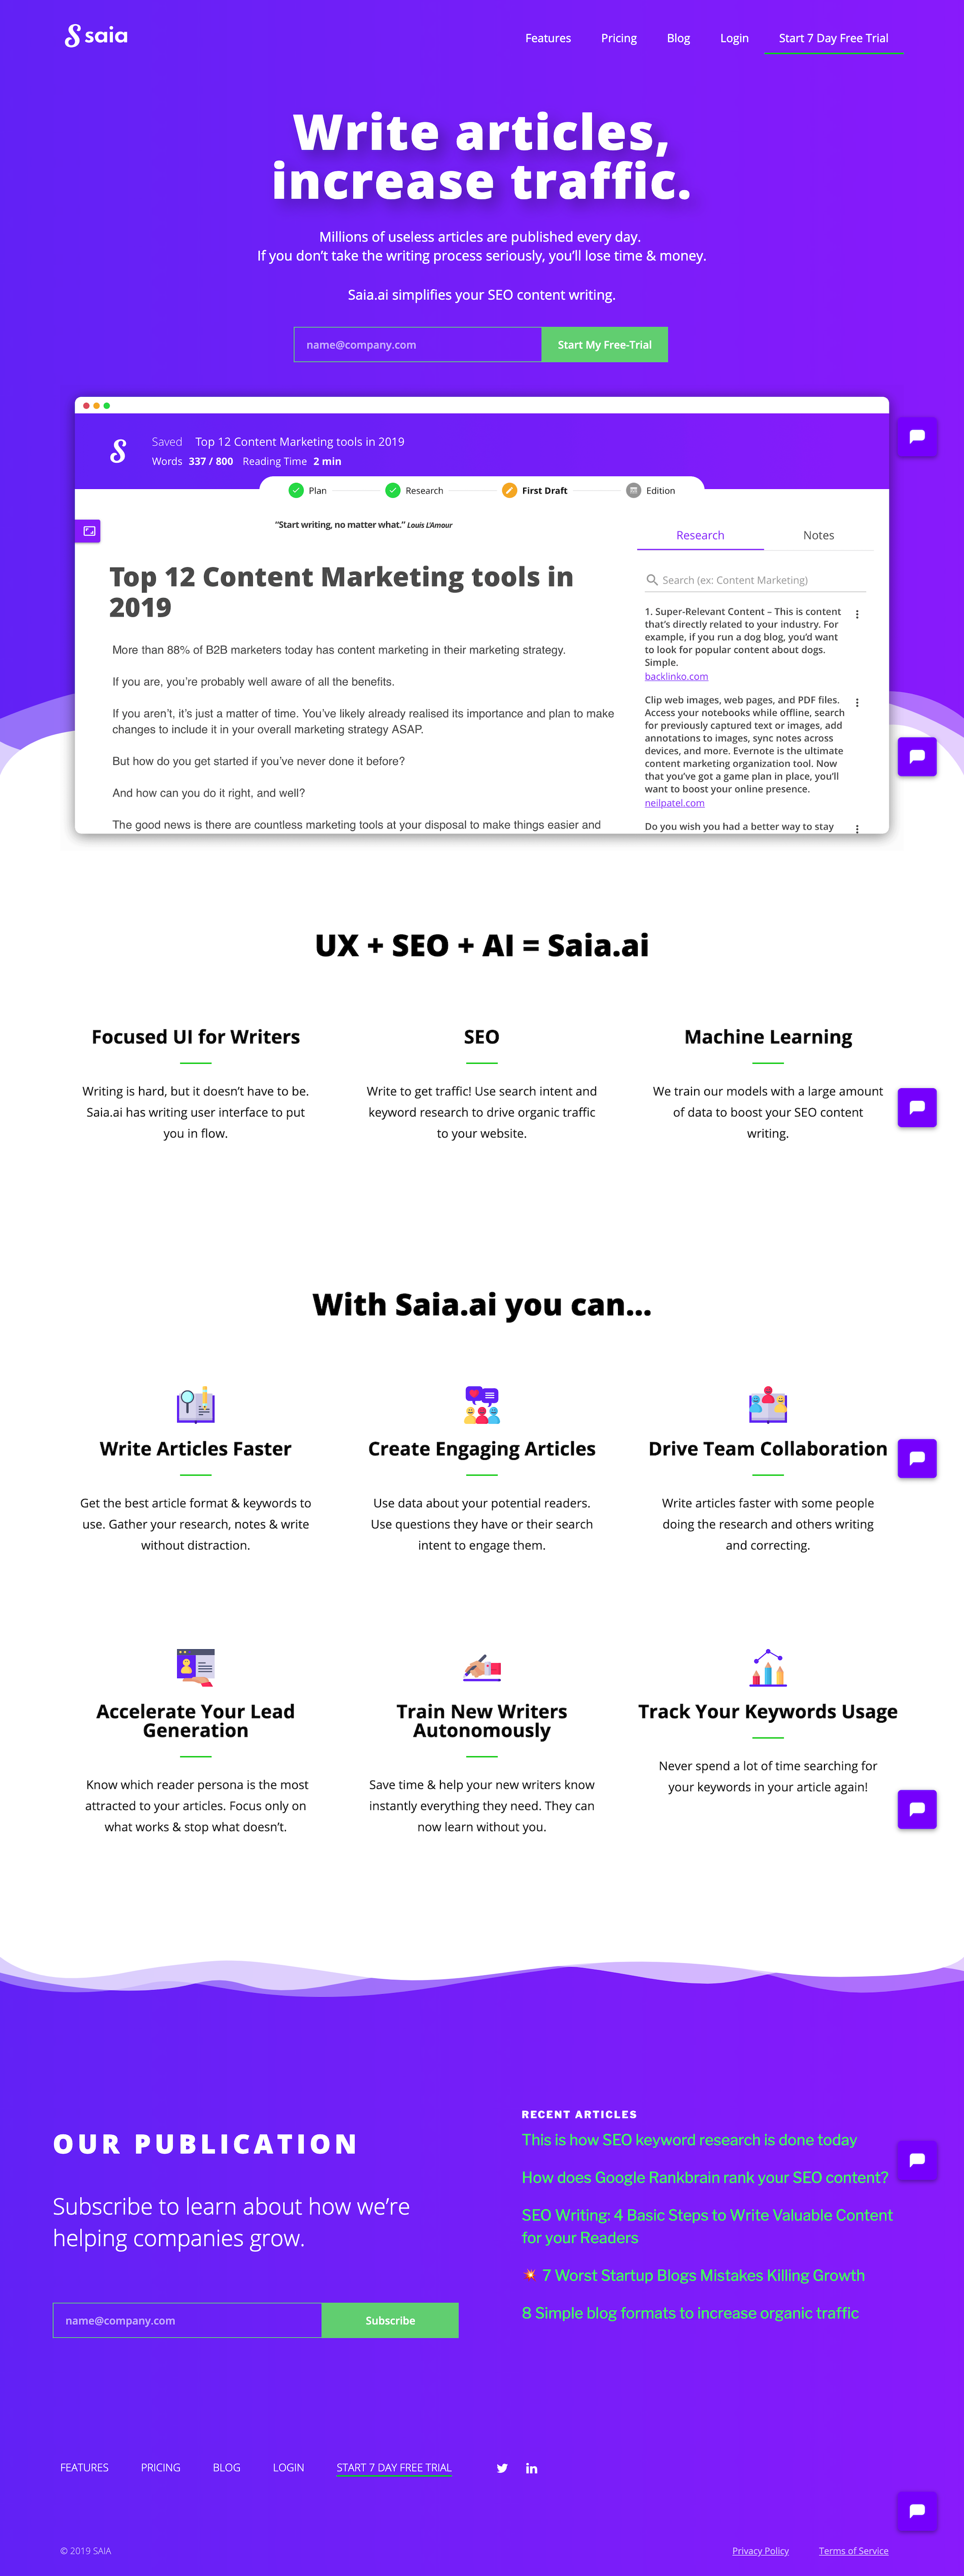 saia
Features Pricing Blog Login Start 7 Day Free Trial
Write articles,
increase traffic.
Millions of useless articles are published every day.
If you don't take the writing process seriously, you'll lose time & money.
Saia.ai simplifies your SEO content writing.
name@company.com Start My Free-Trial
Saved Top 12 Content Marketing tools in 2019
Words 337 / 800 Reading Time 2 min
Plan Research First Draft Edition
"Start writing, no matter what." Louis L'Amour
Top 12 Content Marketing tools in
2019
More than 88% of B2B marketers today has content marketing in their marketing strategy.
If you are, you're probably well aware of all the benefits.
If you aren't, it's just a matter of time. You've likely already realised its importance and plan to make
changes to include it in your overall marketing strategy ASAP.
But how do you get started if you've never done it before?
And how can you do it right, and well?
The good news is there are countless marketing tools at your disposal to make things easier and
Research Notes
Search (ex: Content Marketing)
1. Super-Relevant Content – This is content
that's directly related to your industry. For
example, if you run a dog blog, you'd want
to look for popular content about dogs.
Simple.
backlinko.com
Clip web images, web pages, and PDF files.
Access your notebooks while offline, search
for previously captured text or images, add
annotations to images, sync notes across
devices, and more. Evernote is the ultimate
content marketing organization tool. Now
that you've got a game plan in place, you'll
want to boost your online presence.
neilpatel.com
Do you wish you had a better way to stay
UX + SEO + AI = Saia.ai
Focused UI for Writers
Writing is hard, but it doesn't have to be.
Saia.ai has writing user interface to put
you in flow.
SEO
Write to get traffic! Use search intent and
keyword research to drive organic traffic
to your website.
Machine Learning
We train our models with a large amount
of data to boost your SEO content
writing.
With Saia.ai you can...
Write Articles Faster
Get the best article format & keywords to
use. Gather your research, notes & write
without distraction.
Create Engaging Articles
Use data about your potential readers.
Use questions they have or their search
intent to engage them.
Drive Team Collaboration
Write articles faster with some people
doing the research and others writing
and correcting.
Accelerate Your Lead
Generation
Know which reader persona is the most
attracted to your articles. Focus only on
what works & stop what doesn't.
Train New Writers
Autonomously
Save time & help your new writers know
instantly everything they need. They can
now learn without you.
Track Your Keywords Usage
Never spend a lot of time searching for
your keywords in your article again!
OUR PUBLICATION
Subscribe to learn about how we're
helping companies grow.
name@company.com Subscribe
RECENT ARTICLES
This is how SEO keyword research is done today
How does Google Rankbrain rank your SEO content?
SEO Writing: 4 Basic Steps to Write Valuable Content
for your Readers
💥 7 Worst Startup Blogs Mistakes Killing Growth
8 Simple blog formats to increase organic traffic
FEATURES PRICING BLOG LOGIN START 7 DAY FREE TRIAL
© 2019 SAIA
Privacy Policy Terms of Service